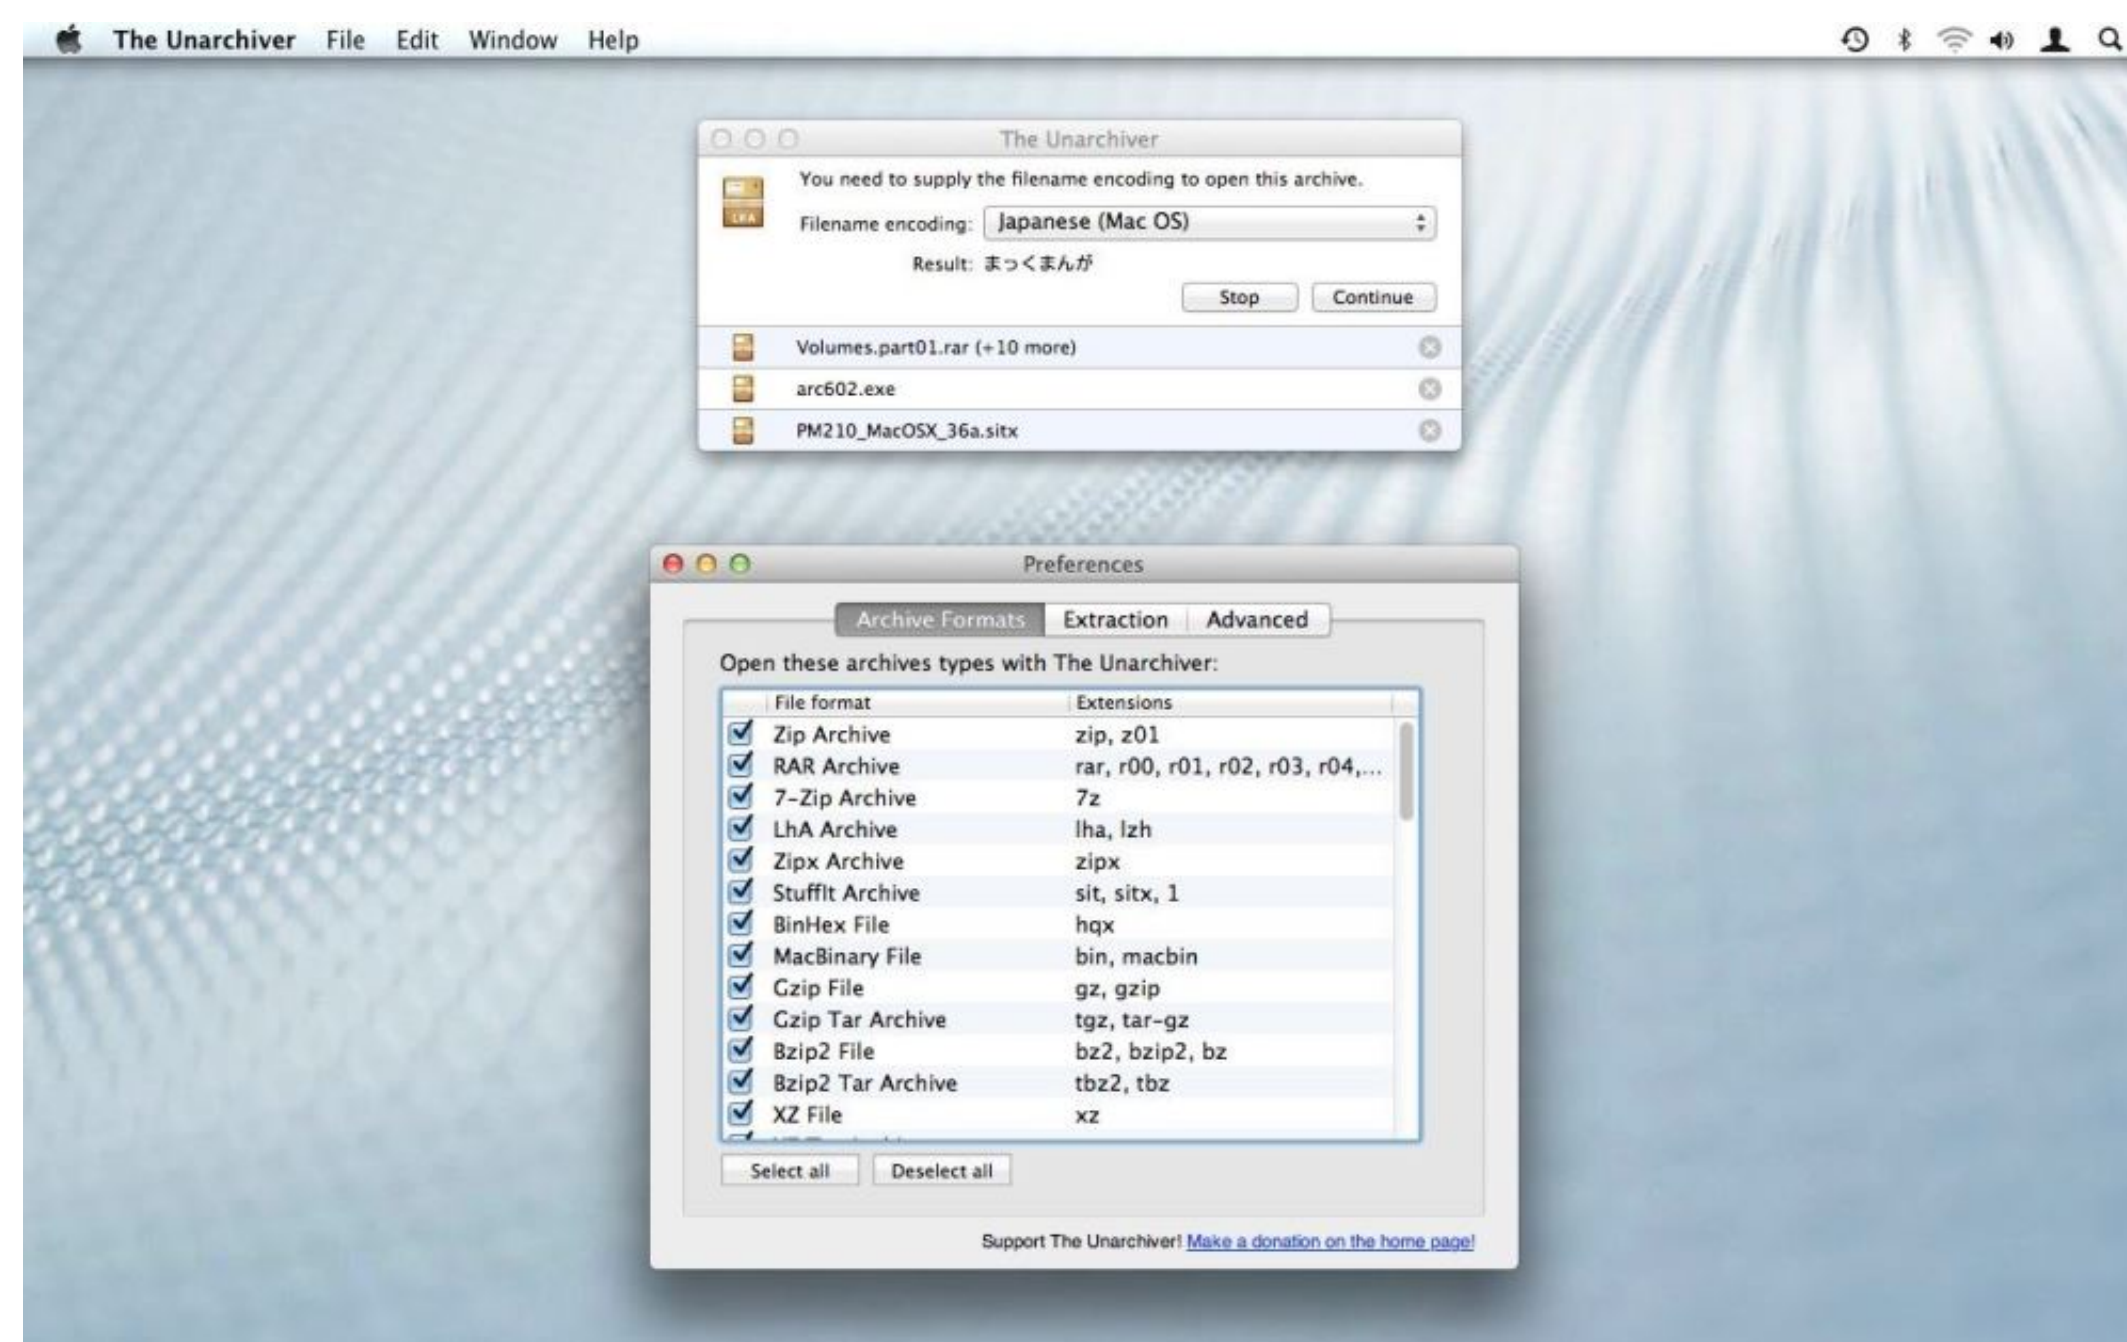 The Unarchiver File Edit Window Help
The Unarchiver
You need to supply the filename encoding to open this archive.
LHA
Filename encoding: Japanese (Mac OS)
Result: まっくまんが
Stop Continue
Volumes.part01.rar (+10 more)
arc602.exe
PM210_MacOSX_36a.sitx
Preferences
Archive Formats Extraction Advanced
Open these archives types with The Unarchiver:
File format Extensions
Zip Archive zip, z01
RAR Archive rar, r00, r01, r02, r03, r04,...
7-Zip Archive 7z
LhA Archive lha, lzh
Zipx Archive zipx
StuffIt Archive sit, sitx, 1
BinHex File hqx
MacBinary File bin, macbin
Gzip File gz, gzip
Gzip Tar Archive tgz, tar-gz
Bzip2 File bz2, bzip2, bz
Bzip2 Tar Archive tbz2, tbz
XZ File xz
Select all Deselect all
Support The Unarchiver! Make a donation on the home page!